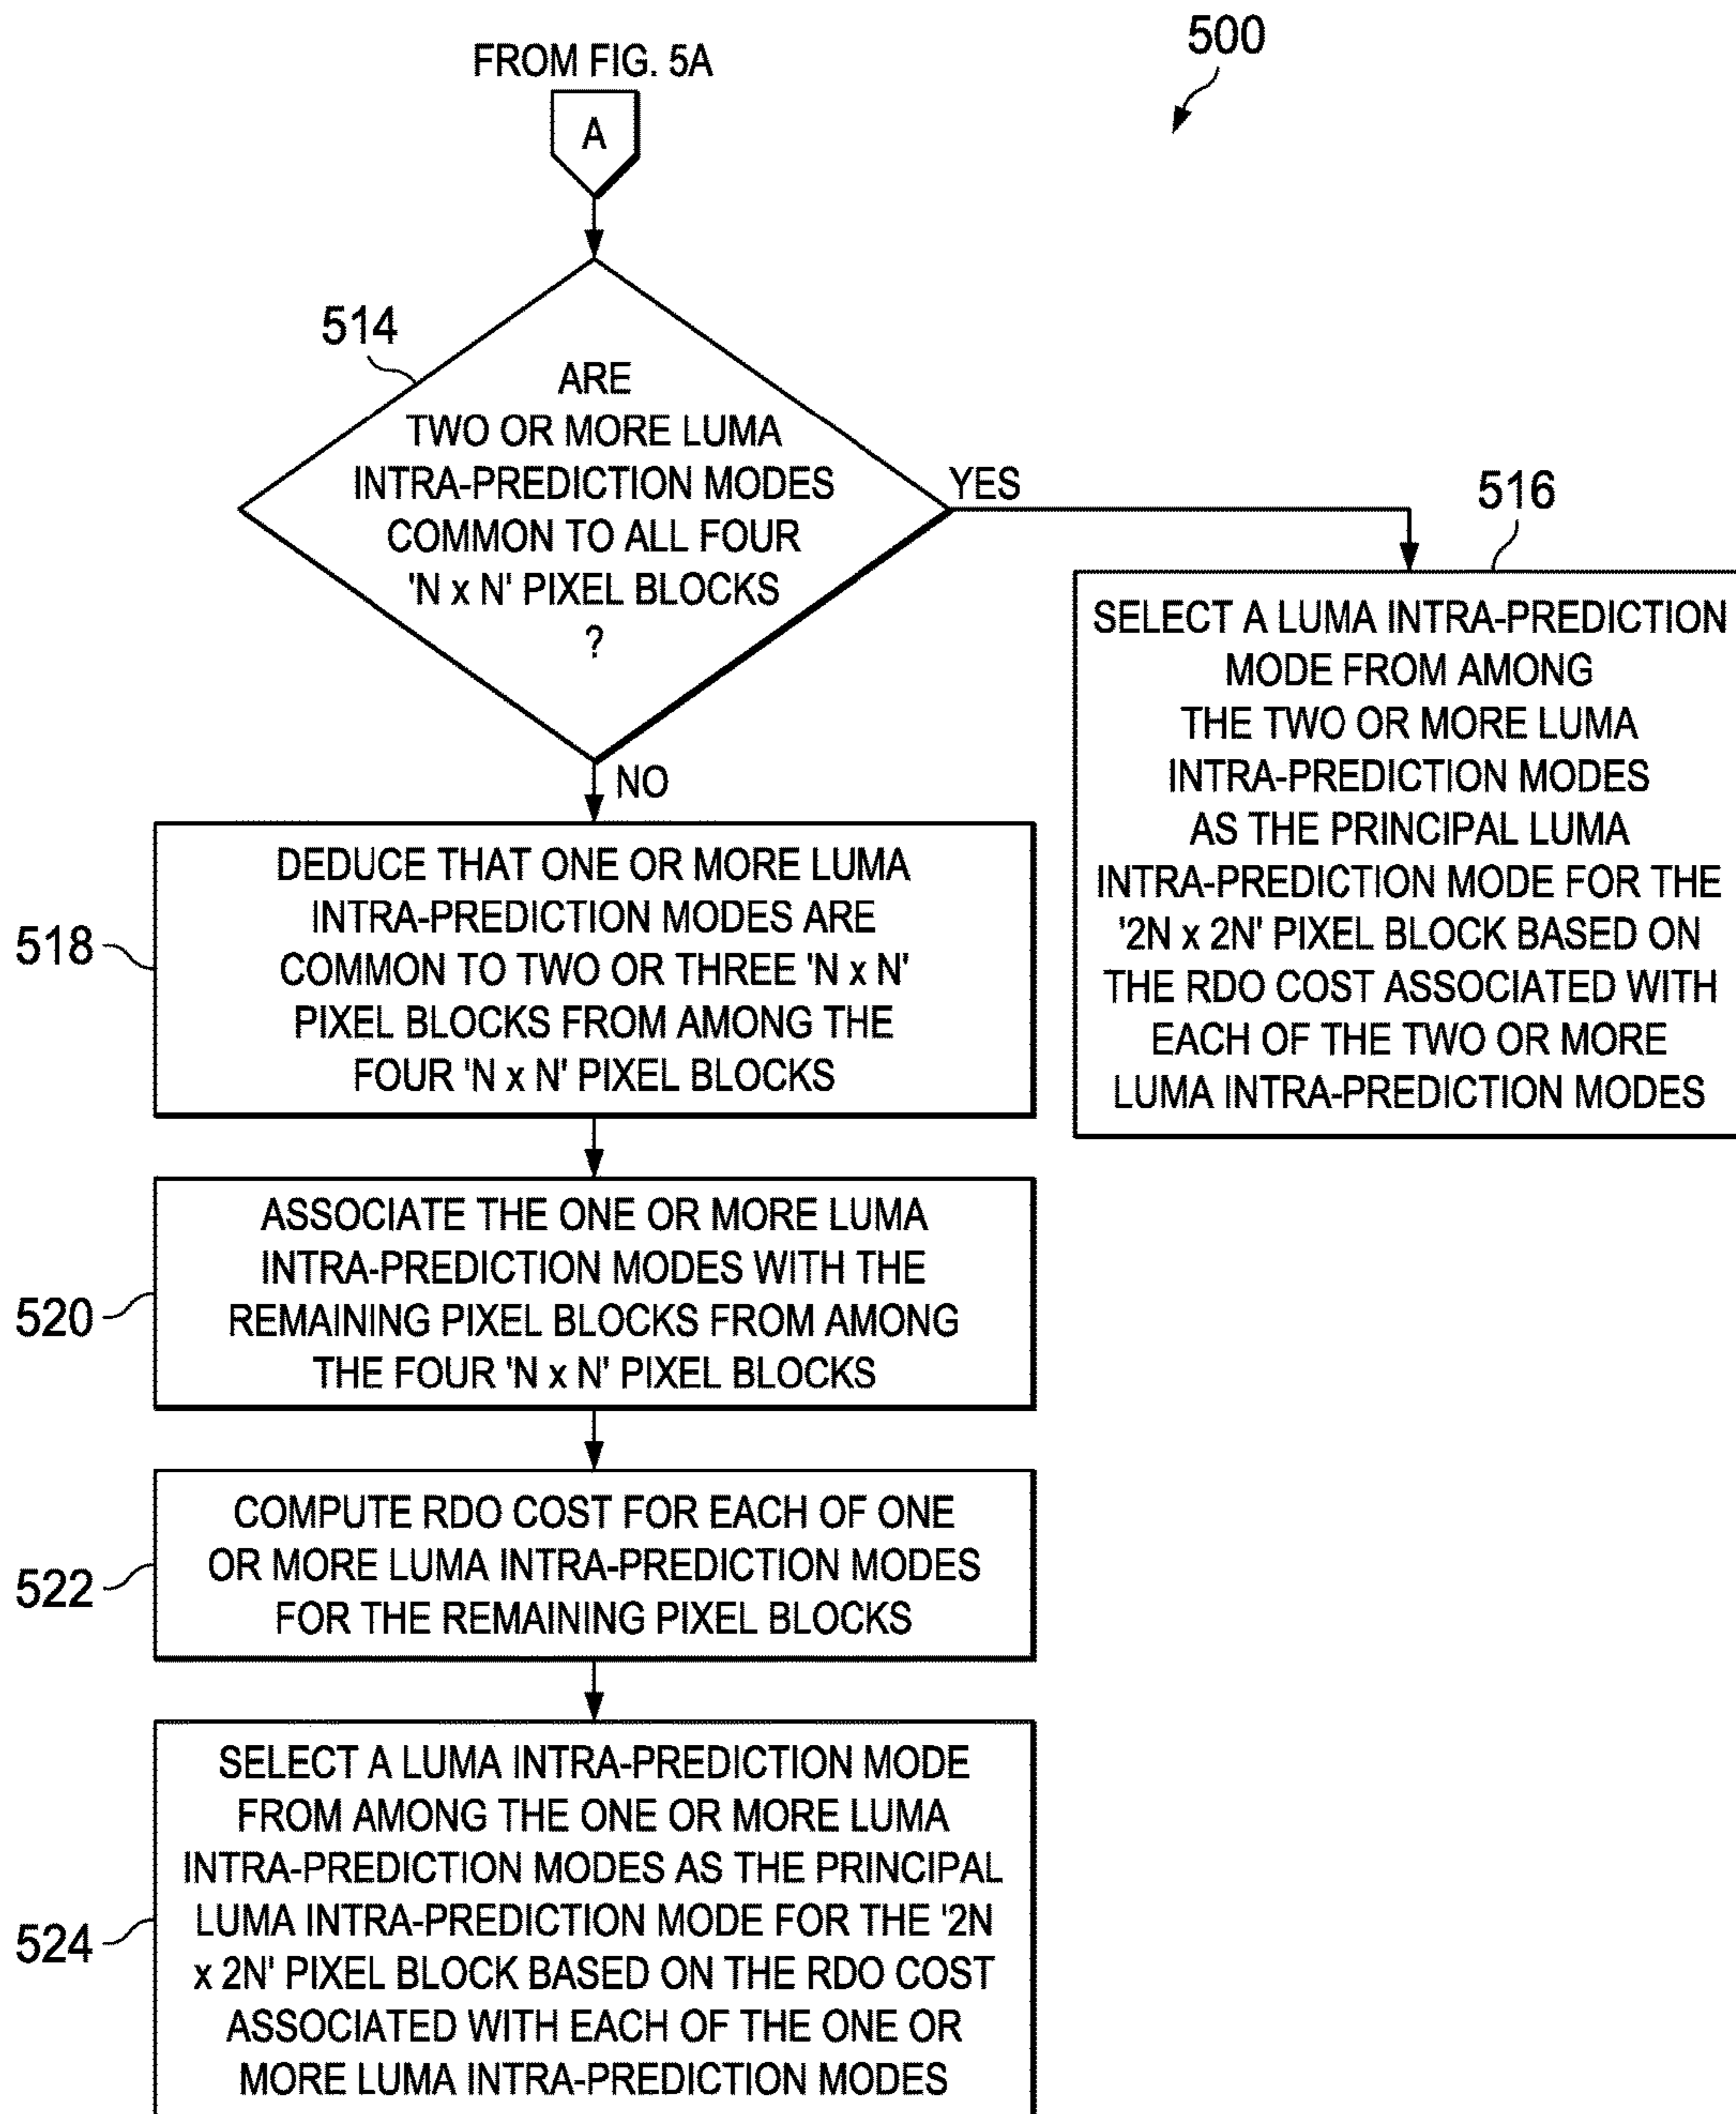 500
FROM FIG. 5A
A
514
ARE
TWO OR MORE LUMA
INTRA-PREDICTION MODES
COMMON TO ALL FOUR
'N x N' PIXEL BLOCKS
?
YES
516
SELECT A LUMA INTRA-PREDICTION
MODE FROM AMONG
THE TWO OR MORE LUMA
INTRA-PREDICTION MODES
AS THE PRINCIPAL LUMA
INTRA-PREDICTION MODE FOR THE
'2N x 2N' PIXEL BLOCK BASED ON
THE RDO COST ASSOCIATED WITH
EACH OF THE TWO OR MORE
LUMA INTRA-PREDICTION MODES
NO
518
DEDUCE THAT ONE OR MORE LUMA
INTRA-PREDICTION MODES ARE
COMMON TO TWO OR THREE 'N x N'
PIXEL BLOCKS FROM AMONG THE
FOUR 'N x N' PIXEL BLOCKS
520
ASSOCIATE THE ONE OR MORE LUMA
INTRA-PREDICTION MODES WITH THE
REMAINING PIXEL BLOCKS FROM AMONG
THE FOUR 'N x N' PIXEL BLOCKS
522
COMPUTE RDO COST FOR EACH OF ONE
OR MORE LUMA INTRA-PREDICTION MODES
FOR THE REMAINING PIXEL BLOCKS
524
SELECT A LUMA INTRA-PREDICTION MODE
FROM AMONG THE ONE OR MORE LUMA
INTRA-PREDICTION MODES AS THE PRINCIPAL
LUMA INTRA-PREDICTION MODE FOR THE '2N
x 2N' PIXEL BLOCK BASED ON THE RDO COST
ASSOCIATED WITH EACH OF THE ONE OR
MORE LUMA INTRA-PREDICTION MODES